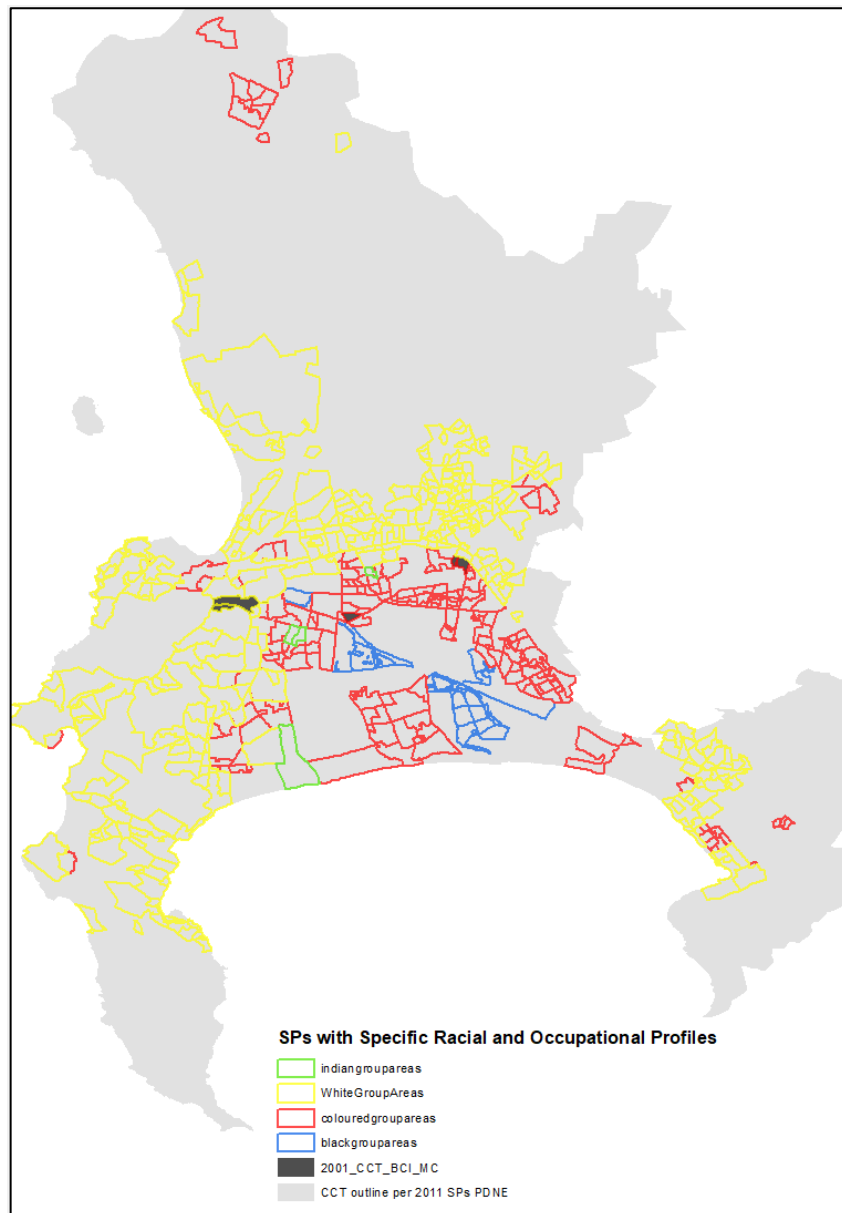 SPs with Specific Racial and Occupational Profiles
indiangroupareas
WhiteGroupAreas
colouredgroupareas
blackgroupareas
2001_CCT_BCI_MC
CCT outline per 2011 SPs PDNE